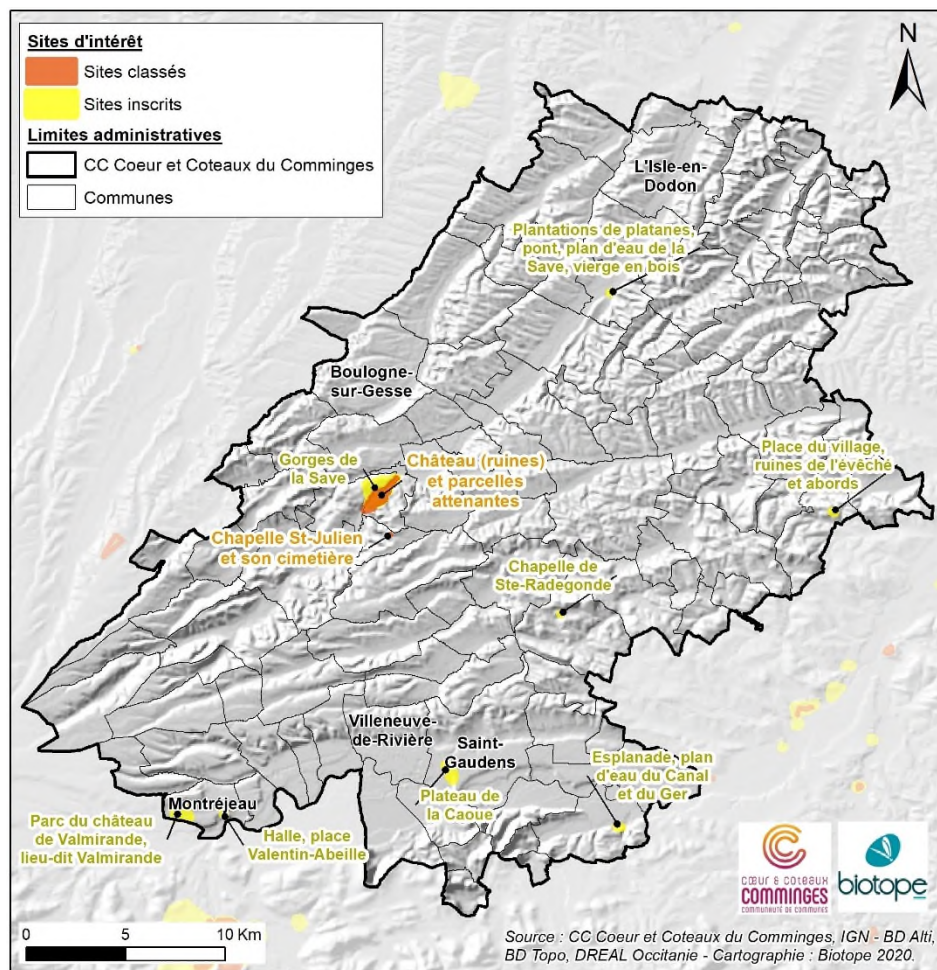 Sites d'intérêt
Sites classés
Sites inscrits
Limites administratives
CC Coeur et Coteaux du Comminges
Communes
N
L'Isle-en-
Dodon
Plantations de platanes,
pont, plan d'eau de la
Save, vierge en bois
Boulogne-
sur-Gesse
Gorges de
la Save
Château (ruines)
et parcelles
attenantes
Place du village,
ruines de l'évêché
et abords
Chapelle St-Julien
et son cimetière
Chapelle de
Ste-Radegonde
Villeneuve-
de-Rivière
Saint-
Gaudens
Esplanade, plan
d'eau du Canal
et du Ger
Plateau de
la Caoue
Montréjeau
Parc du château
de Valmirande,
lieu-dit Valmirande
Halle, place
Valentin-Abeille
CŒUR & COTEAUX
COMMINGES
COMMUNAUTÉ DE COMMUNES
biotope
0 5 10 Km
Source : CC Coeur et Coteaux du Comminges, IGN - BD Alti,
BD Topo, DREAL Occitanie - Cartographie : Biotope 2020.